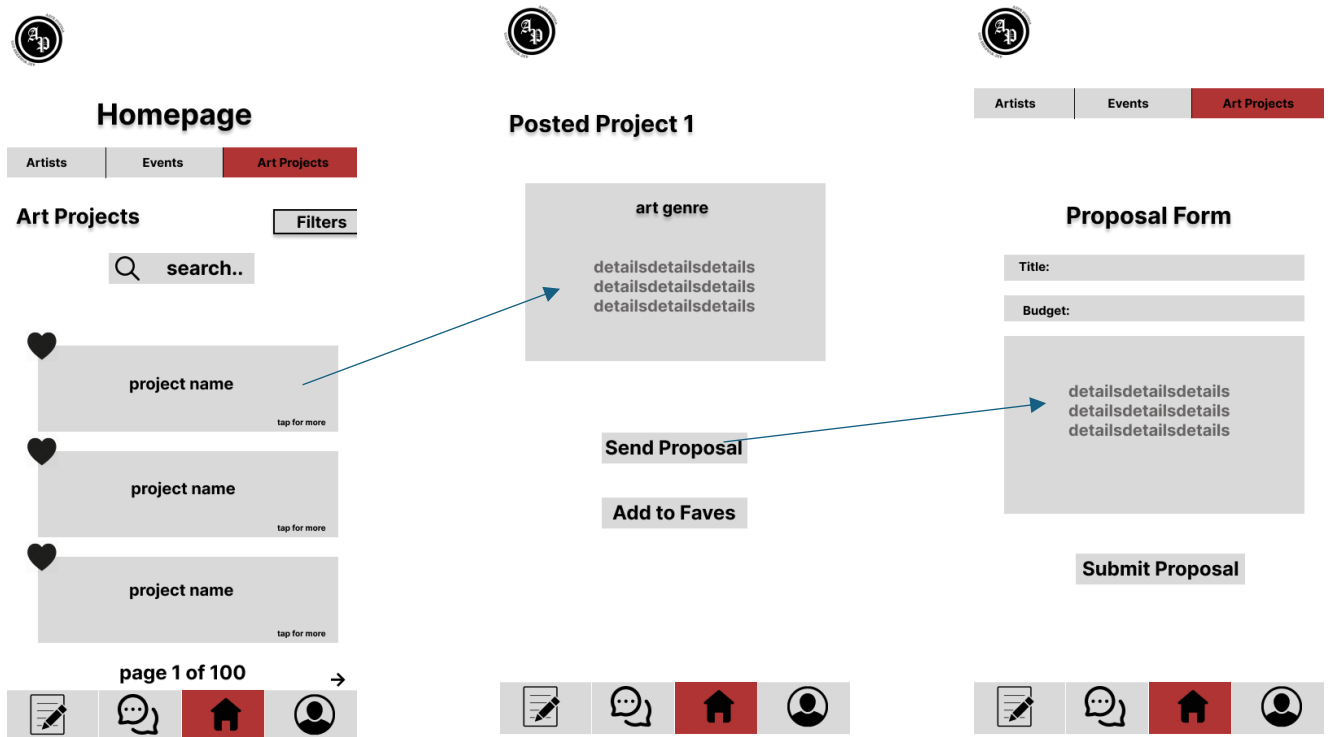 AP
Homepage
Artists Events Art Projects
Art Projects
Filters
search..
project name
tap for more
project name
tap for more
project name
tap for more
page 1 of 100
AP
Posted Project 1
art genre
detailsdetailsdetails
detailsdetailsdetails
detailsdetailsdetails
Send Proposal
Add to Faves
AP
Artists Events Art Projects
Proposal Form
Title:
Budget:
detailsdetailsdetails
detailsdetailsdetails
detailsdetailsdetails
Submit Proposal